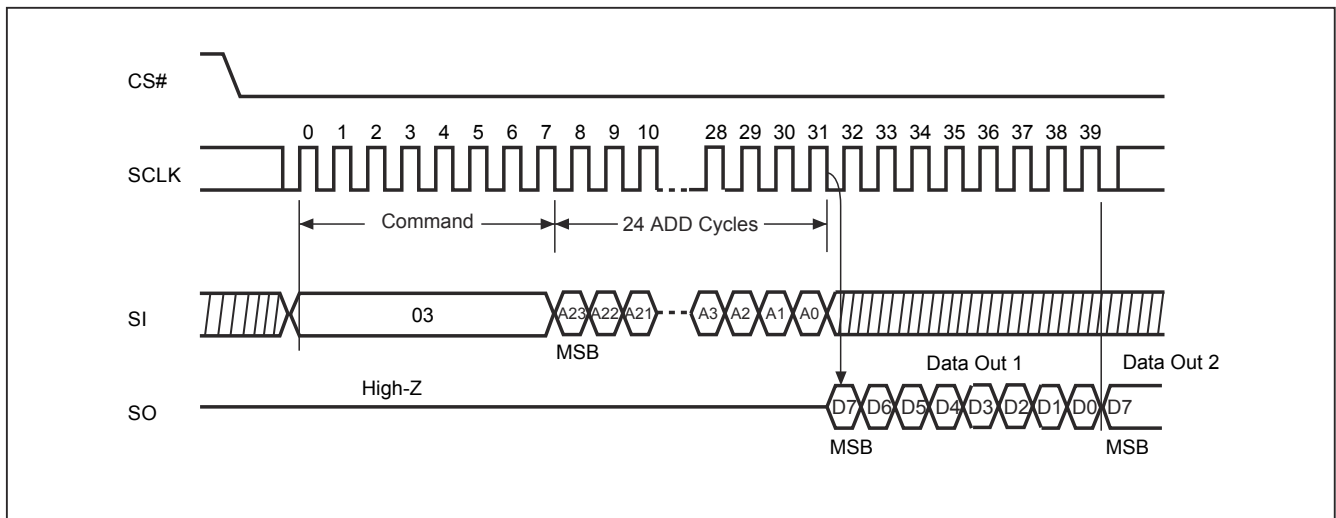 CS#
0 1 2 3 4 5 6 7 8 9 10 28 29 30 31 32 33 34 35 36 37 38 39
SCLK
Command 24 ADD Cycles
SI 03 A23 A22 A21 A3 A2 A1 A0
MSB
Data Out 1 Data Out 2
High-Z
SO D7 D6 D5 D4 D3 D2 D1 D0 D7
MSB MSB